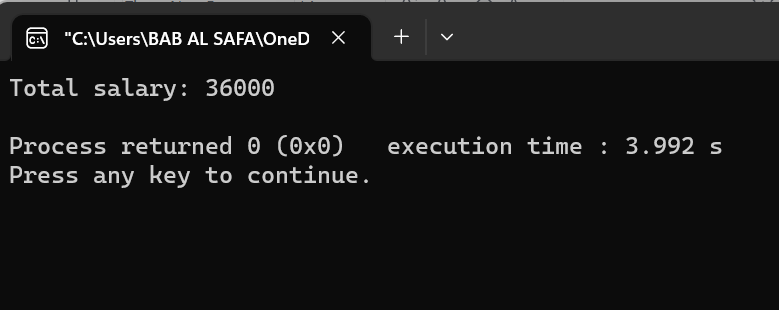 "C:\Users\BAB AL SAFA\OneD
Total salary: 36000
Process returned 0 (0x0)   execution time : 3.992 s
Press any key to continue.